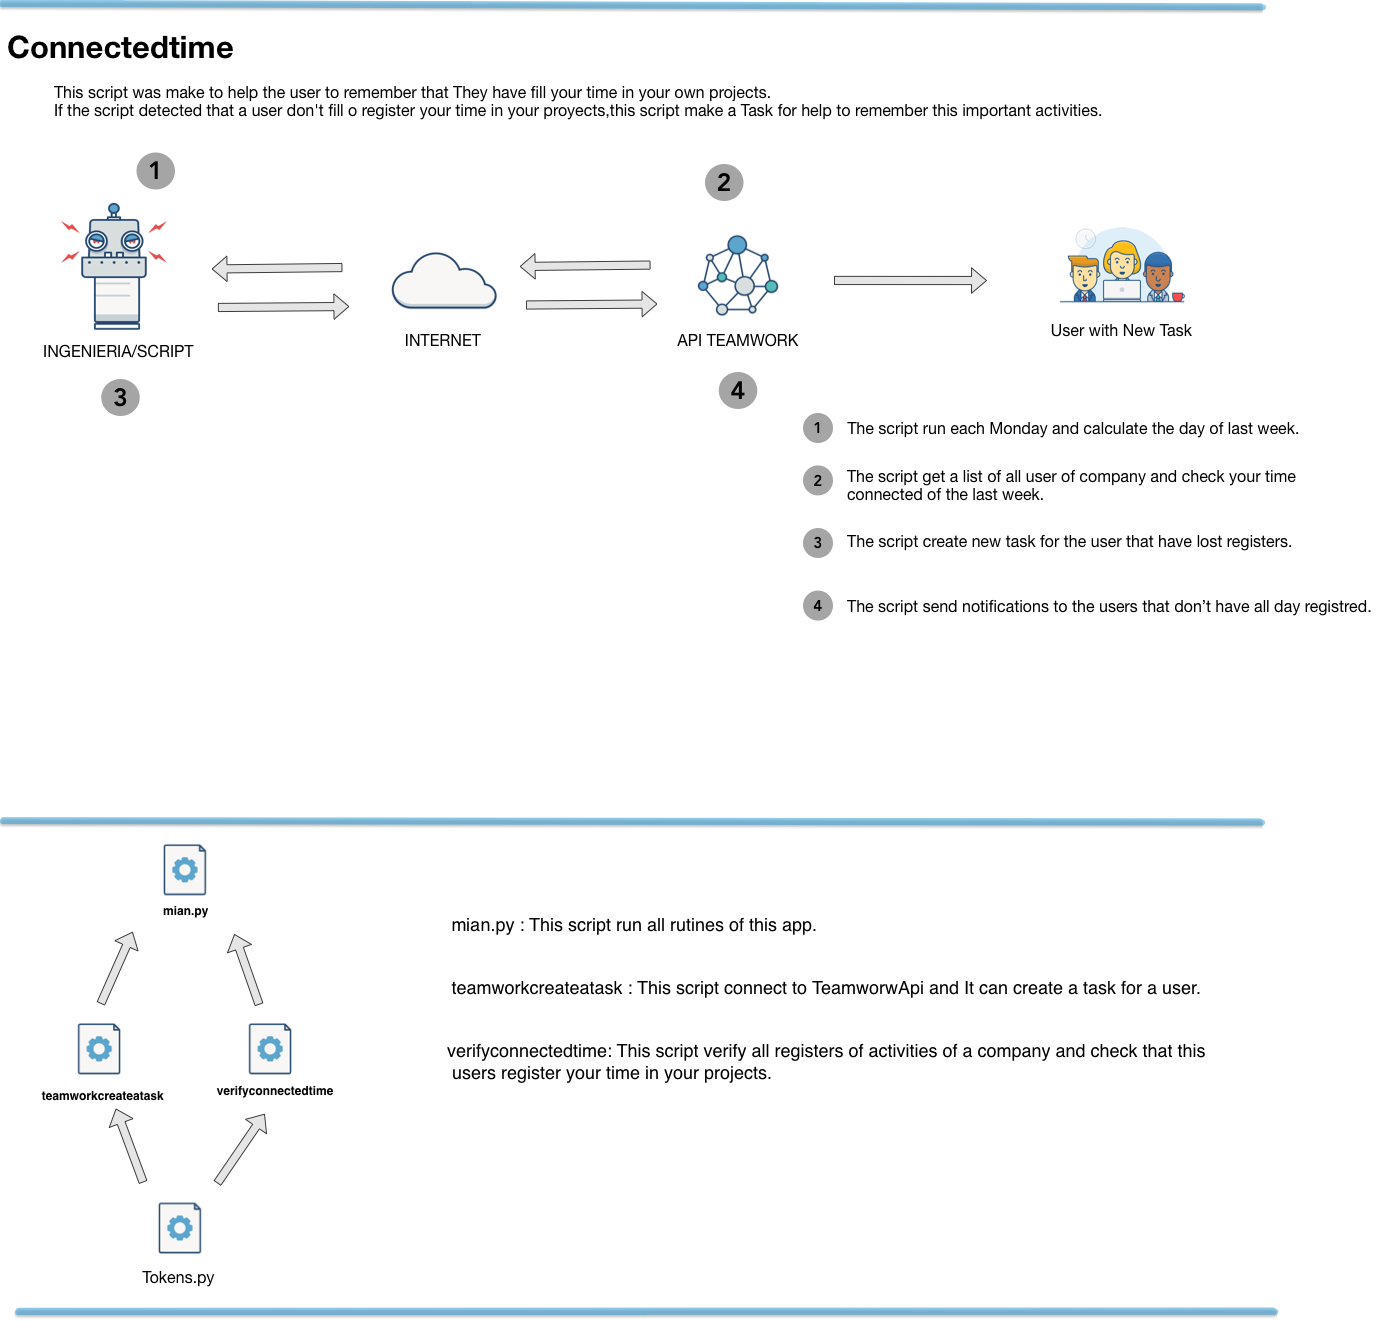 Connectedtime
This script was make to help the user to remember that They have fill your time in your own projects.
If the script detected that a user don't fill o register your time in your proyects,this script make a Task for help to remember this important activities.
1
2
INGENIERIA/SCRIPT
INTERNET
API TEAMWORK
User with New Task
3
4
1 The script run each Monday and calculate the day of last week.
2 The script get a list of all user of company and check your time
connected of the last week.
3 The script create new task for the user that have lost registers.
4 The script send notifications to the users that don’t have all day registred.
mian.py
mian.py : This script run all rutines of this app.
teamworkcreateatask : This script connect to TeamworwApi and It can create a task for a user.
verifyconnectedtime: This script verify all registers of activities of a company and check that this
users register your time in your projects.
teamworkcreateatask
verifyconnectedtime
Tokens.py